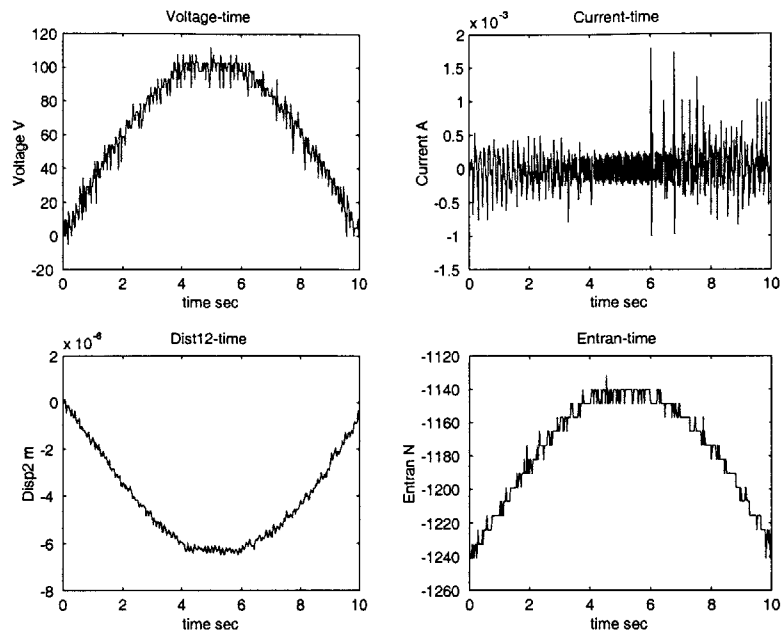 Voltage-time
120
100
80
60
40
20
0
-20
Voltage V
0 2 4 6 8 10
time sec
Current-time
x 10^-3
2
1.5
1
0.5
0
-0.5
-1
-1.5
Current A
0 2 4 6 8 10
time sec
Dist12-time
x 10^-6
2
0
-2
-4
-6
-8
Disp2 m
0 2 4 6 8 10
time sec
Entran-time
-1120
-1140
-1160
-1180
-1200
-1220
-1240
-1260
Entran N
0 2 4 6 8 10
time sec